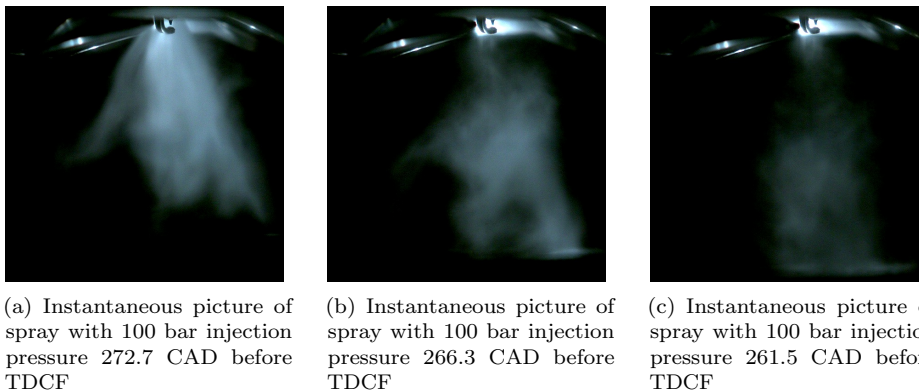 (a) Instantaneous picture of
spray with 100 bar injection
pressure 272.7 CAD before
TDCF
(b) Instantaneous picture of
spray with 100 bar injection
pressure 266.3 CAD before
TDCF
(c) Instantaneous picture
spray with 100 bar injection
pressure 261.5 CAD before
TDCF